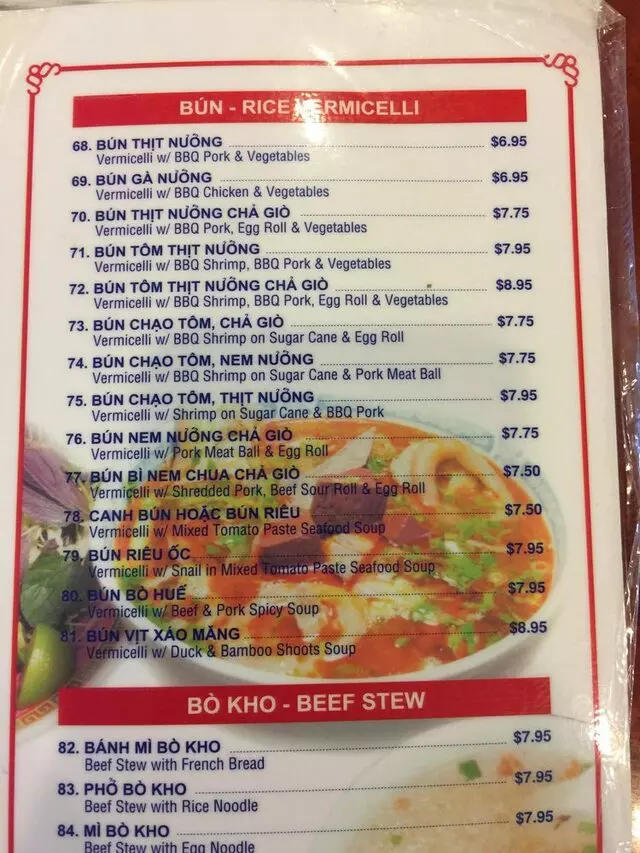 BÚN - RICE VERMICELLI
68. BÚN THỊT NƯỚNG $6.95
Vermicelli w/ BBQ Pork & Vegetables
69. BÚN GÀ NƯỚNG $6.95
Vermicelli w/ BBQ Chicken & Vegetables
70. BÚN THỊT NƯỚNG CHẢ GIÒ $7.75
Vermicelli w/ BBQ Pork, Egg Roll & Vegetables
71. BÚN TÔM THỊT NƯỚNG $7.95
Vermicelli w/ BBQ Shrimp, BBQ Pork & Vegetables
72. BÚN TÔM THỊT NƯỚNG CHẢ GIÒ $8.95
Vermicelli w/ BBQ Shrimp, BBQ Pork, Egg Roll & Vegetables
73. BÚN CHẠO TÔM, CHẢ GIÒ $7.75
Vermicelli w/ BBQ Shrimp on Sugar Cane & Egg Roll
74. BÚN CHẠO TÔM, NEM NƯỚNG $7.75
Vermicelli w/ BBQ Shrimp on Sugar Cane & Pork Meat Ball
75. BÚN CHẠO TÔM, THỊT NƯỚNG $7.95
Vermicelli w/ Shrimp on Sugar Cane & BBQ Pork
76. BÚN NEM NƯỚNG CHẢ GIÒ $7.75
Vermicelli w/ Pork Meat Ball & Egg Roll
77. BÚN BÌ NEM CHUA CHẢ GIÒ $7.50
Vermicelli w/ Shredded Pork, Beef Sour Roll & Egg Roll
78. CANH BÚN HOẶC BÚN RIÊU $7.50
Vermicelli w/ Mixed Tomato Paste Seafood Soup
79. BÚN RIÊU ỐC $7.95
Vermicelli w/ Snail in Mixed Tomato Paste Seafood Soup
80. BÚN BÒ HUẾ $7.95
Vermicelli w/ Beef & Pork Spicy Soup
81. BÚN VỊT XÁO MĂNG $8.95
Vermicelli w/ Duck & Bamboo Shoots Soup
BÒ KHO - BEEF STEW
82. BÁNH MÌ BÒ KHO $7.95
Beef Stew with French Bread
83. PHỞ BÒ KHO $7.95
Beef Stew with Rice Noodle
84. MÌ BÒ KHO $7.95
Beef Stew with Egg Noodle